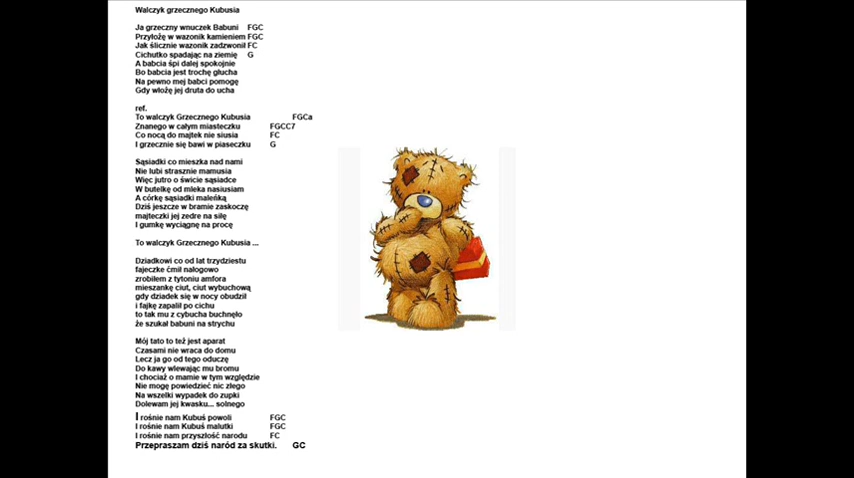 Walczyk grzecznego Kubusia
Ja grzeczny wnuczek Babuni FGC
Przyłożę w wazonik kamieniem FGC
Jak ślicznie wazonik zadzwonił FC
Cichutko spadając na ziemię G
A babcia śpi dalej spokojnie
Bo babcia jest trochę głucha
Na pewno mej babci pomogę
Gdy włożę jej druta do ucha
ref.
To walczyk Grzecznego Kubusia FGCa
Znanego w całym miasteczku FGCC7
Co nocą do majtek nie siusia FC
I grzecznie się bawi w piaseczku G
Sąsiadki co mieszka nad nami
Nie lubi strasznie mamusia
Więc jutro o świcie sąsiadce
W butelkę od mleka nasiusiam
A córkę sąsiadki maleńką
Dziś jeszcze w bramie zaskoczę
majteczki jej zedre na siłę
I gumkę wyciągnę na procę
To walczyk Grzecznego Kubusia ...
Dziadkowi co od lat trzydziestu
fajeczke ćmil nałogowo
zrobiłem z tytoniu amfora
mieszankę ciut, ciut wybuchową
gdy dziadek się w nocy obudził
i fajkę zapalił po cichu
to tak mu z cybucha buchnęło
że szukał babuni na strychu
Mój tato to też jest aparat
Czasami nie wraca do domu
Lecz ja go od tego oduczę
Do kawy wlewając mu bromu
I chociaż o mamie w tym względzie
Nie mogę powiedzieć nic złego
Na wszelki wypadek do zupki
Dolewam jej kwasku... solnego
I rośnie nam Kubuś powoli FGC
I rośnie nam Kubuś malutki FGC
I rośnie nam przyszłość narodu FC
Przepraszam dziś naród za skutki. GC